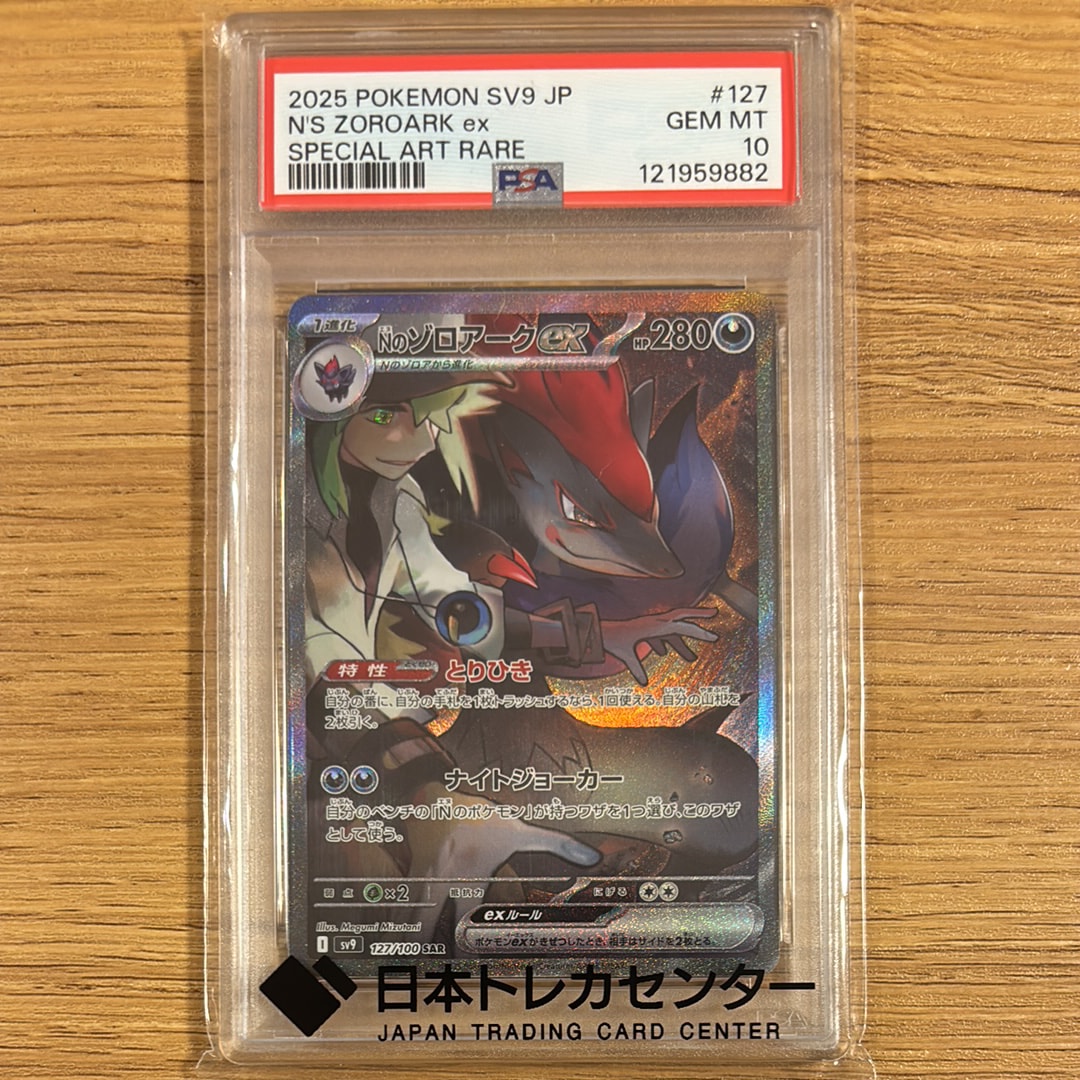 2025 POKEMON SV9 JP #127
N'S ZOROARK ex GEM MT
SPECIAL ART RARE 10
PSA 121959882
1進化 Nのゾロアークex HP280
Nのゾロアから進化
特性 とりひき
自分の番に、自分の手札を1枚トラッシュするなら、1回使える。自分の山札を
2枚引く。
ナイトジョーカー
自分のベンチの「Nのポケモン」が持つワザを1つ選び、このワザ
として使う。
弱点 ×2 抵抗力 にげる
exルール
ポケモンexがきぜつしたとき、相手はサイドを2枚とる。
Illus. Megumi Mizutani
I SV9 127/100 SAR
日本トレカセンター
JAPAN TRADING CARD CENTER